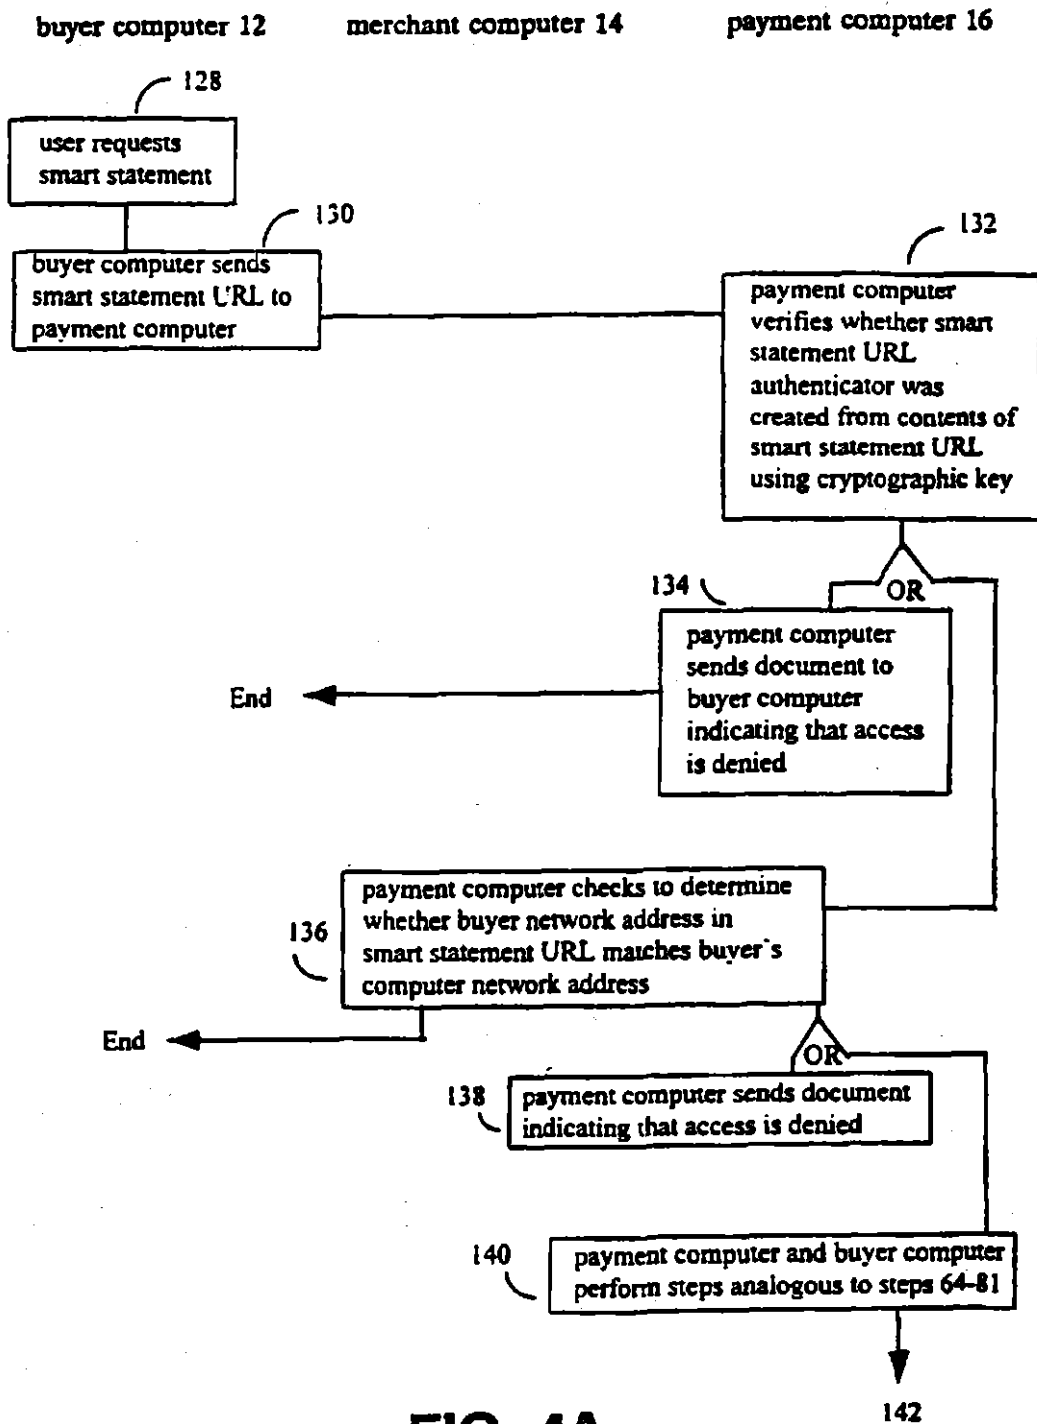 buyer computer 12 merchant computer 14 payment computer 16
128
user requests
smart statement
130
buyer computer sends
smart statement URL to
payment computer
132
payment computer
verifies whether smart
statement URL
authenticator was
created from contents of
smart statement URL
using cryptographic key
OR
134
payment computer
sends document to
buyer computer
indicating that access
is denied
End
136
payment computer checks to determine
whether buyer network address in
smart statement URL matches buyer's
computer network address
End
OR
138
payment computer sends document
indicating that access is denied
140
payment computer and buyer computer
perform steps analogous to steps 64-81
142
FIG. 4A